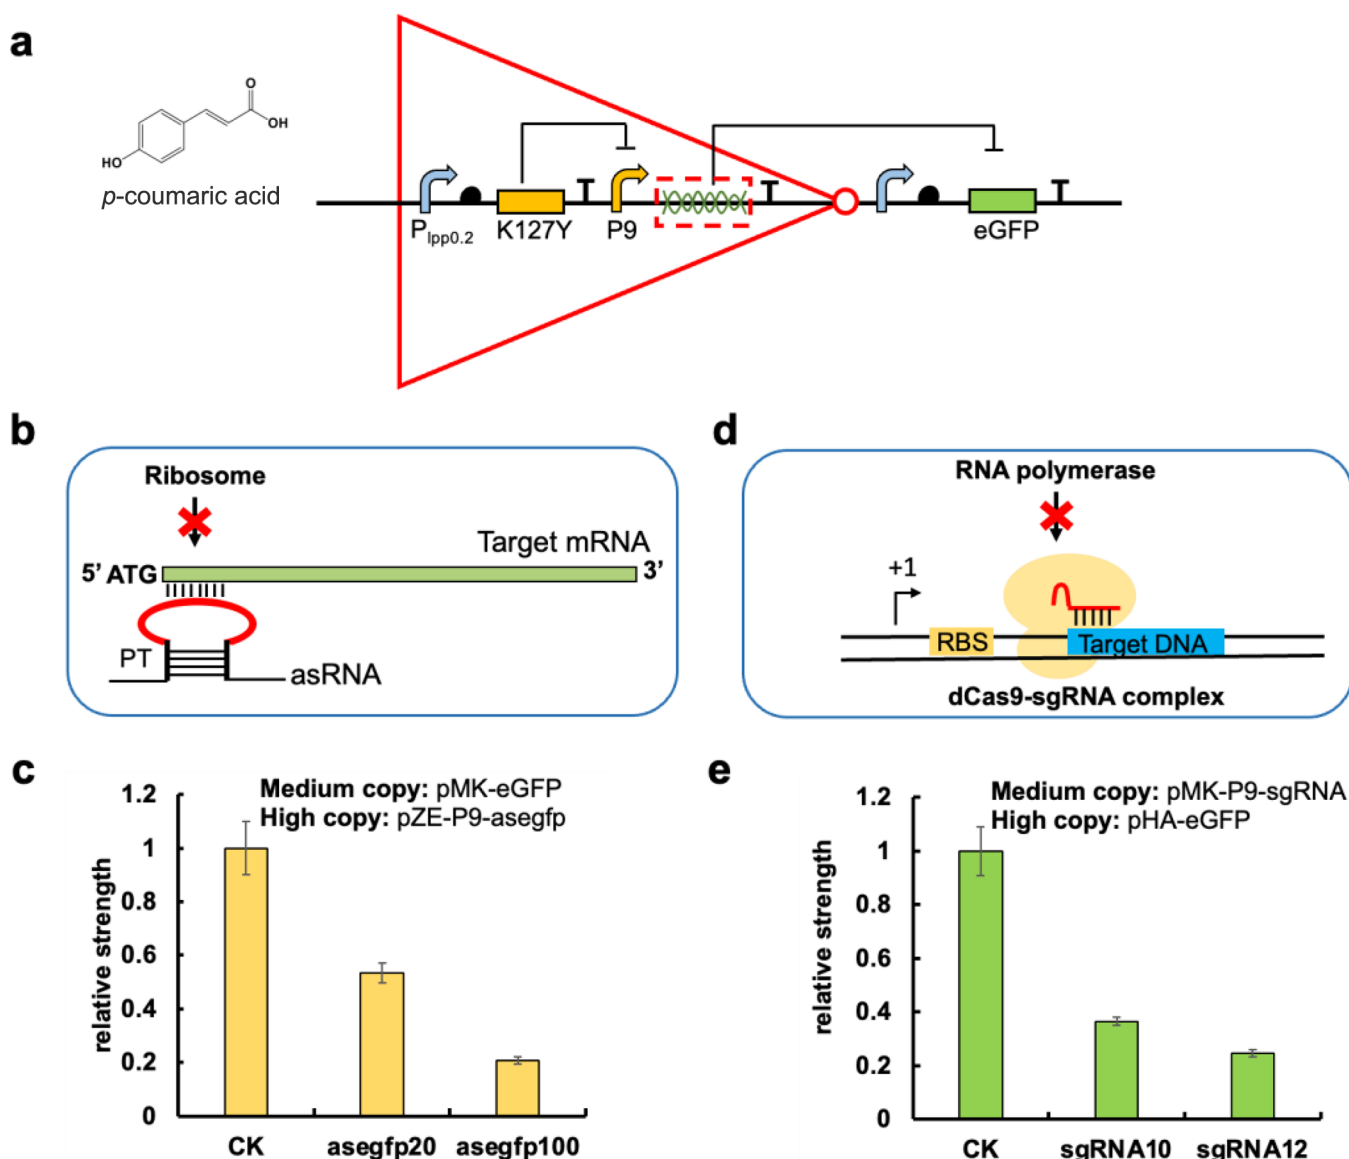 a
O
OH
HO
p-coumaric acid
Plpp0.2
K127Y
P9
eGFP
b
Ribosome
Target mRNA
5’ ATG
3’
PT
asRNA
d
RNA polymerase
+1
RBS
Target DNA
dCas9-sgRNA complex
c
Medium copy: pMK-eGFP
High copy: pZE-P9-asegfp
relative strength
1.2
1
0.8
0.6
0.4
0.2
0
CK
asegfp20
asegfp100
e
Medium copy: pMK-P9-sgRNA
High copy: pHA-eGFP
relative strength
1.2
1
0.8
0.6
0.4
0.2
0
CK
sgRNA10
sgRNA12